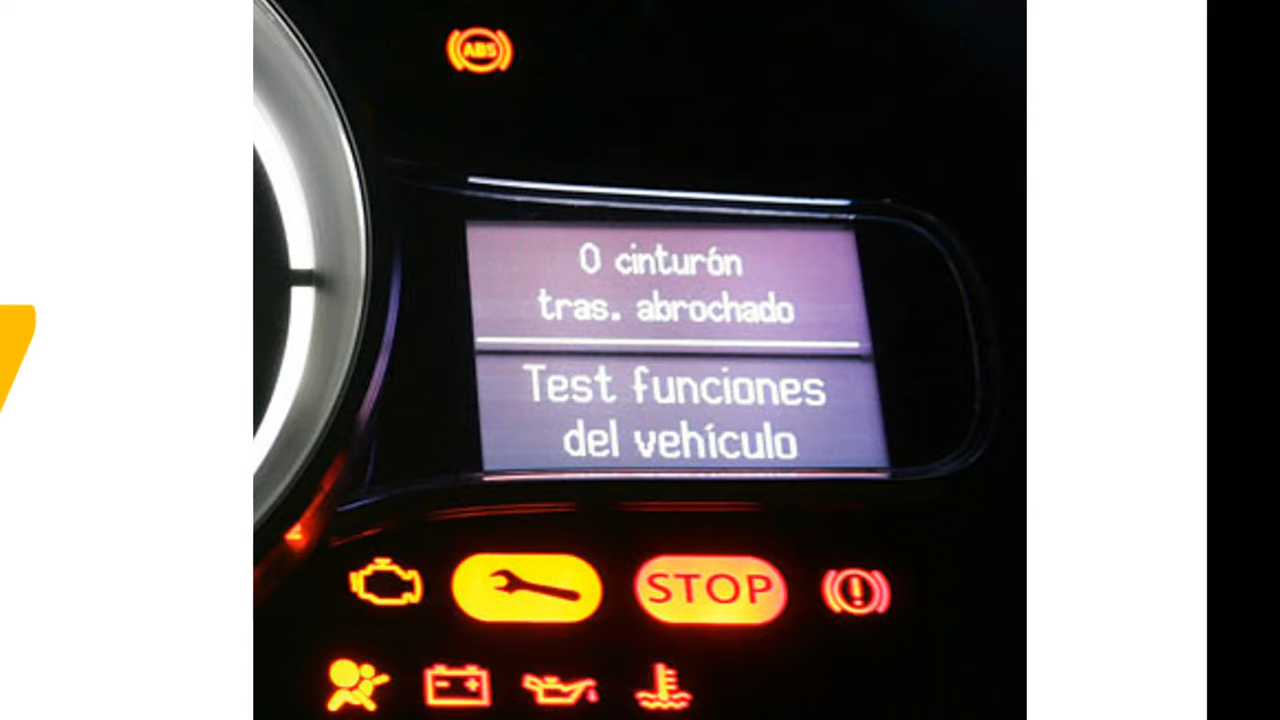 ABS
0 cinturón
tras. abrochado
Test funciones
del vehículo
STOP